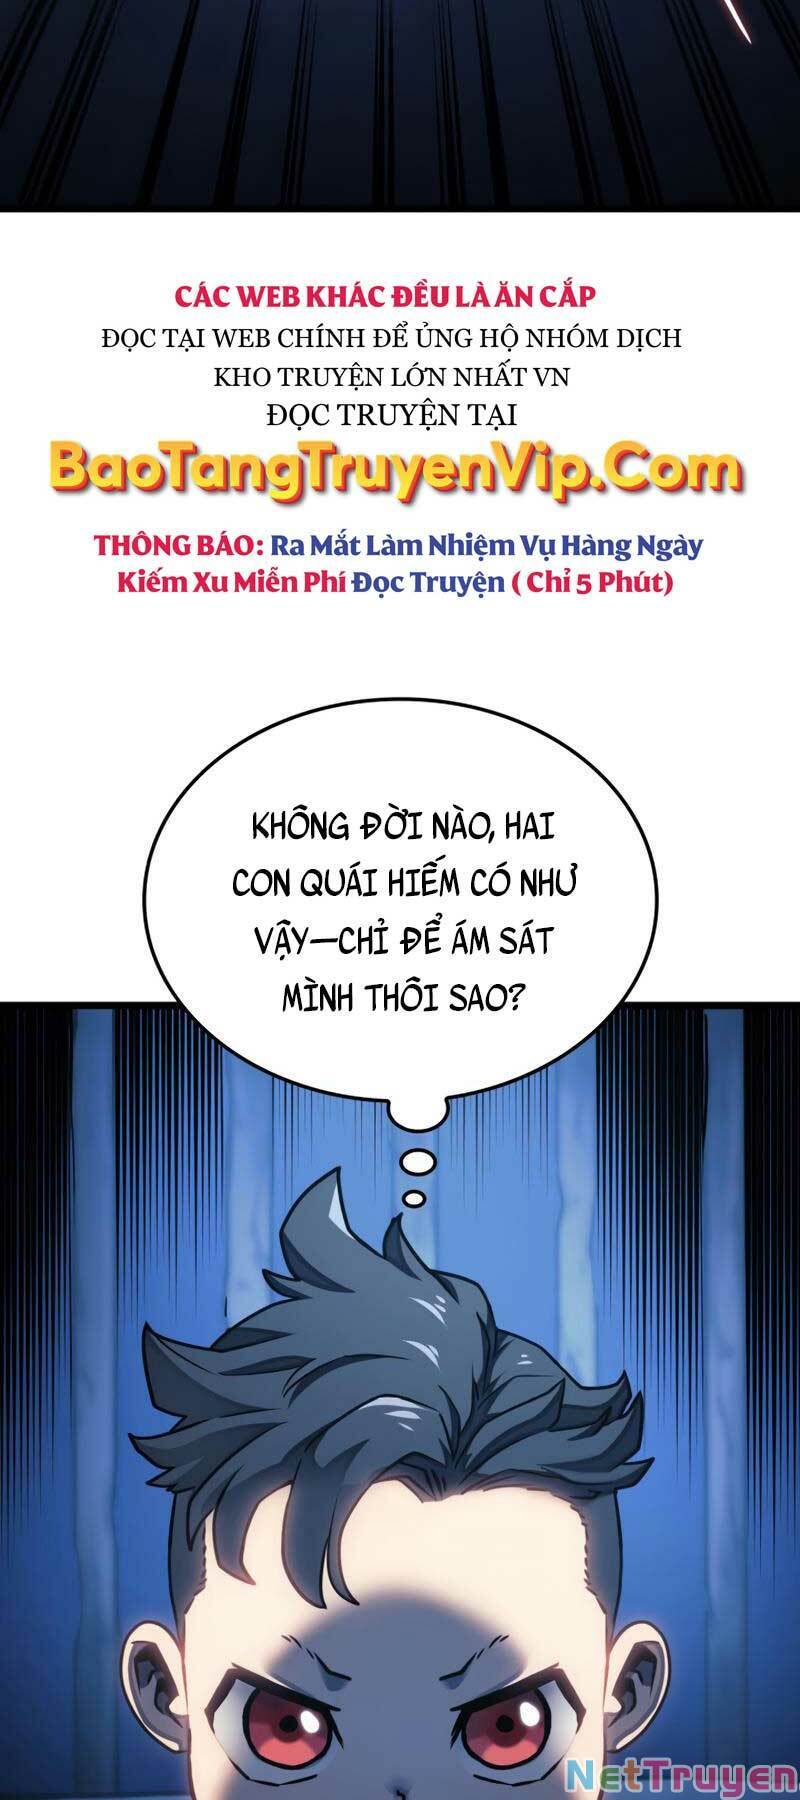 CÁC WEB KHÁC ĐỀU LÀ ĂN CẮP
ĐỌC TẠI WEB CHÍNH ĐỂ ỦNG HỘ NHÓM DỊCH
KHO TRUYỆN LỚN NHẤT VN
ĐỌC TRUYỆN TẠI
BaoTangTruyenVip.Com
THÔNG BÁO: Ra Mắt Làm Nhiệm Vụ Hàng Ngày
Kiếm Xu Miễn Phí Đọc Truyện ( Chỉ 5 Phút)
KHÔNG ĐỜI NÀO, HAI
CON QUÁI HIẾM CÓ NHƯ
VẬY—CHỈ ĐỂ ÁM SÁT
MÌNH THÔI SAO?
NetTruyen